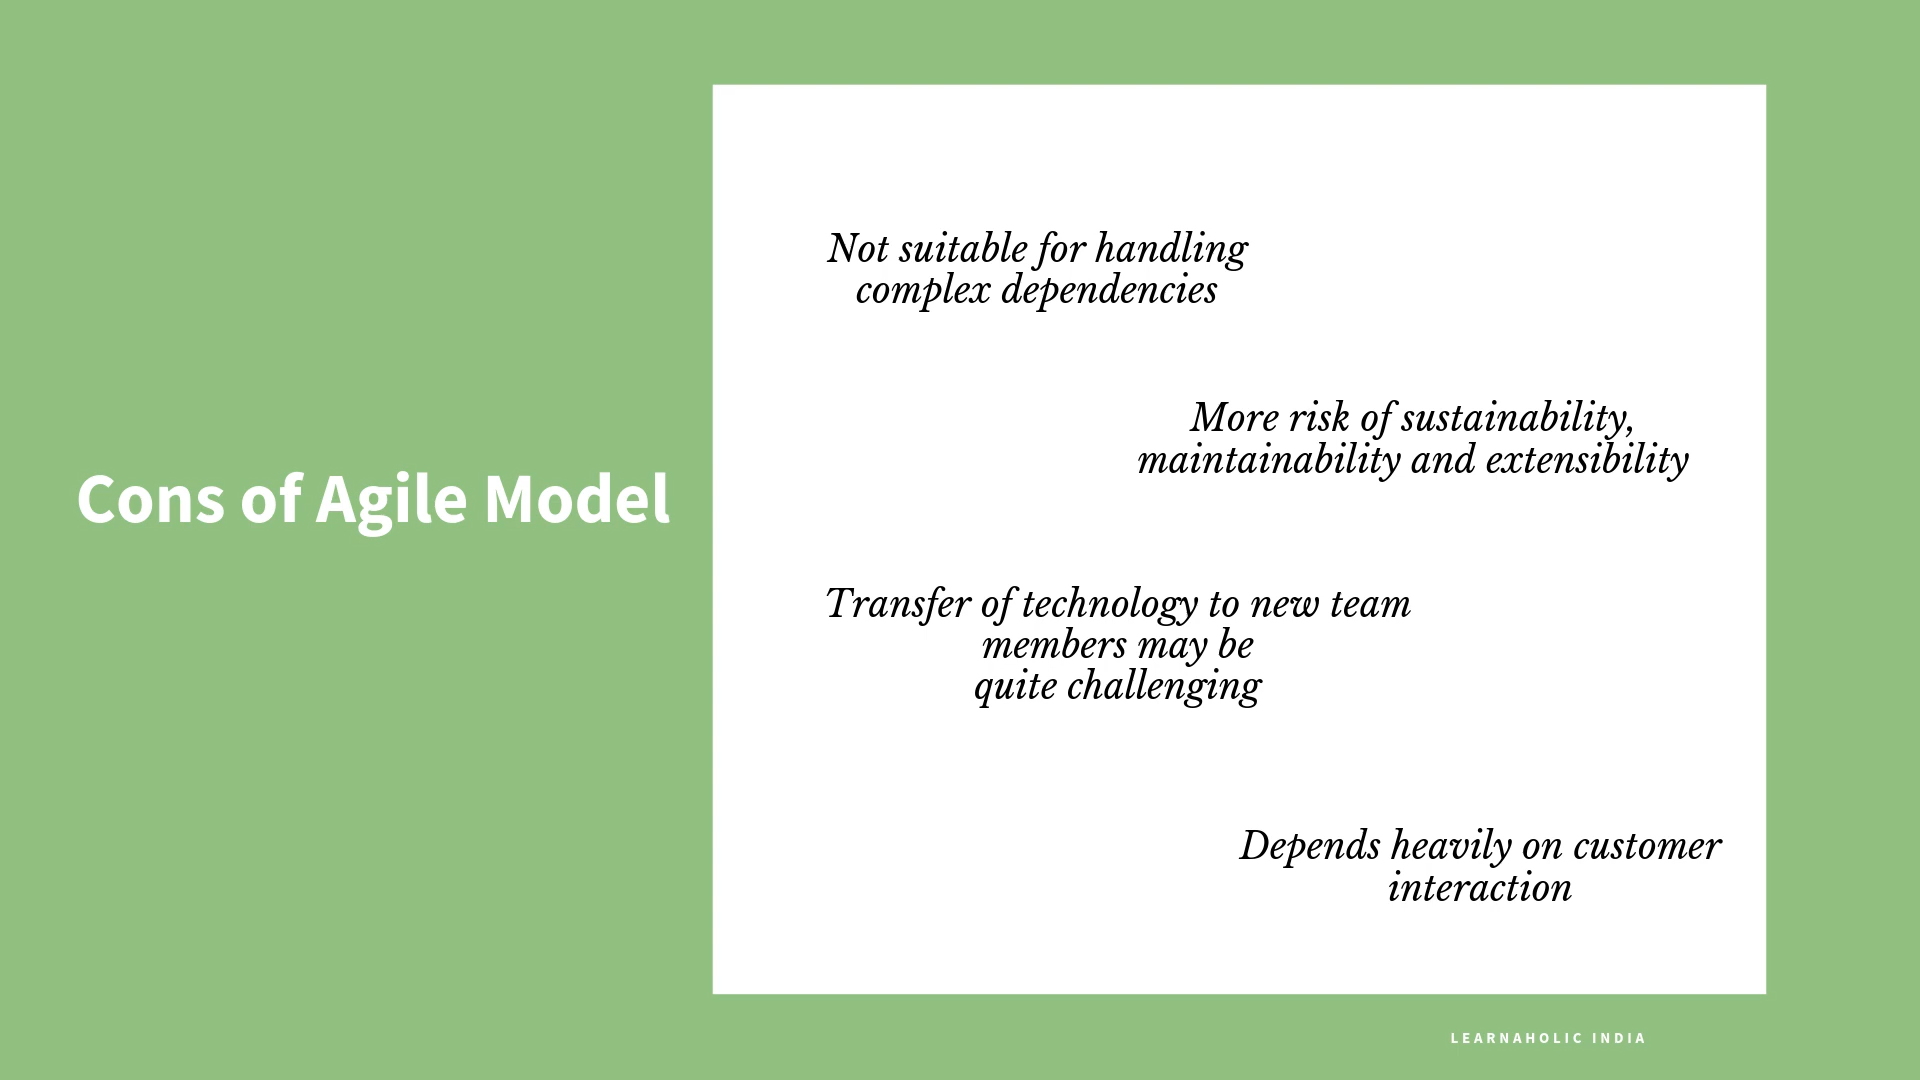 Cons of Agile Model
Not suitable for handling
complex dependencies
More risk of sustainability,
maintainability and extensibility
Transfer of technology to new team
members may be
quite challenging
Depends heavily on customer
interaction
LEARNAHOLIC INDIA